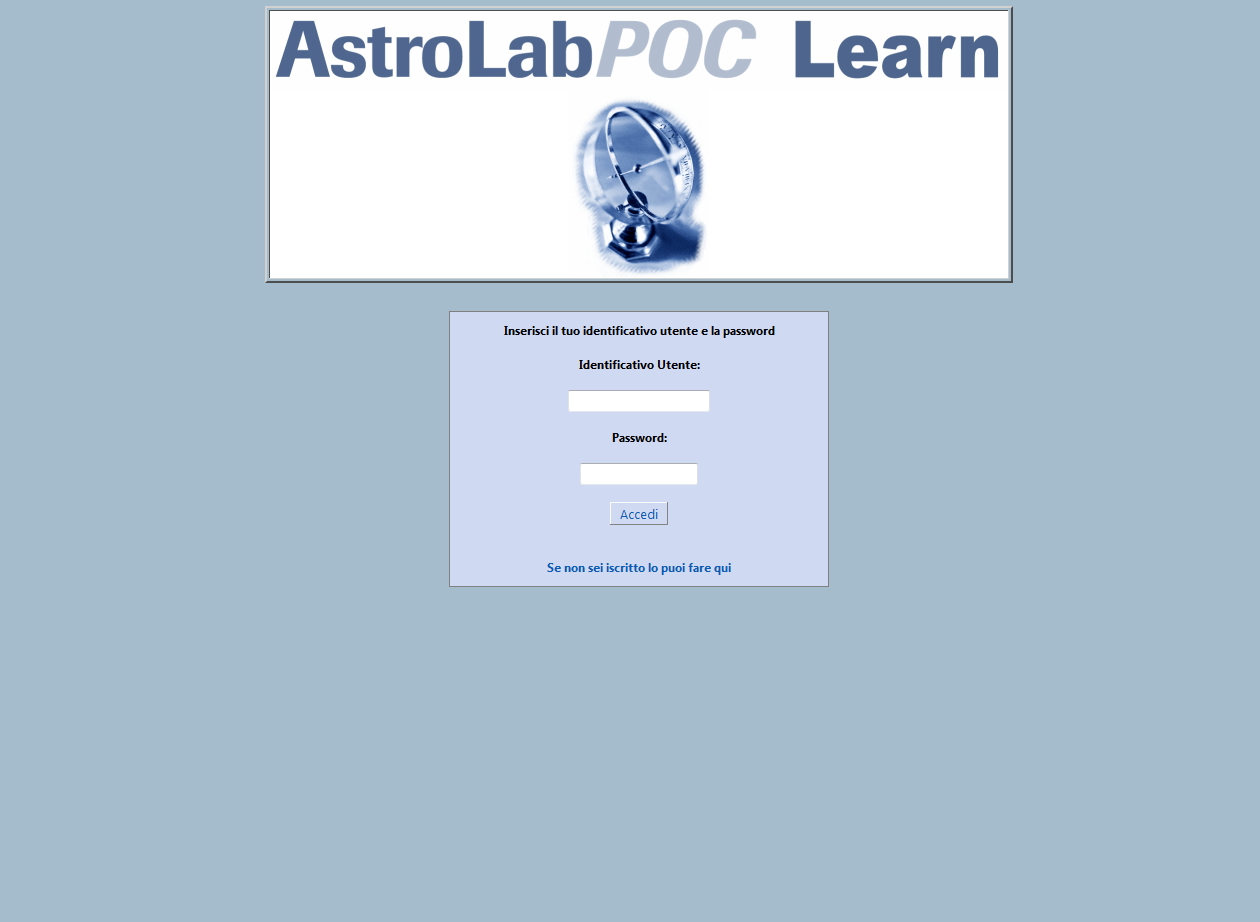 AstroLabPOC Learn
Inserisci il tuo identificativo utente e la password
Identificativo Utente:
Password:
Accedi
Se non sei iscritto lo puoi fare qui